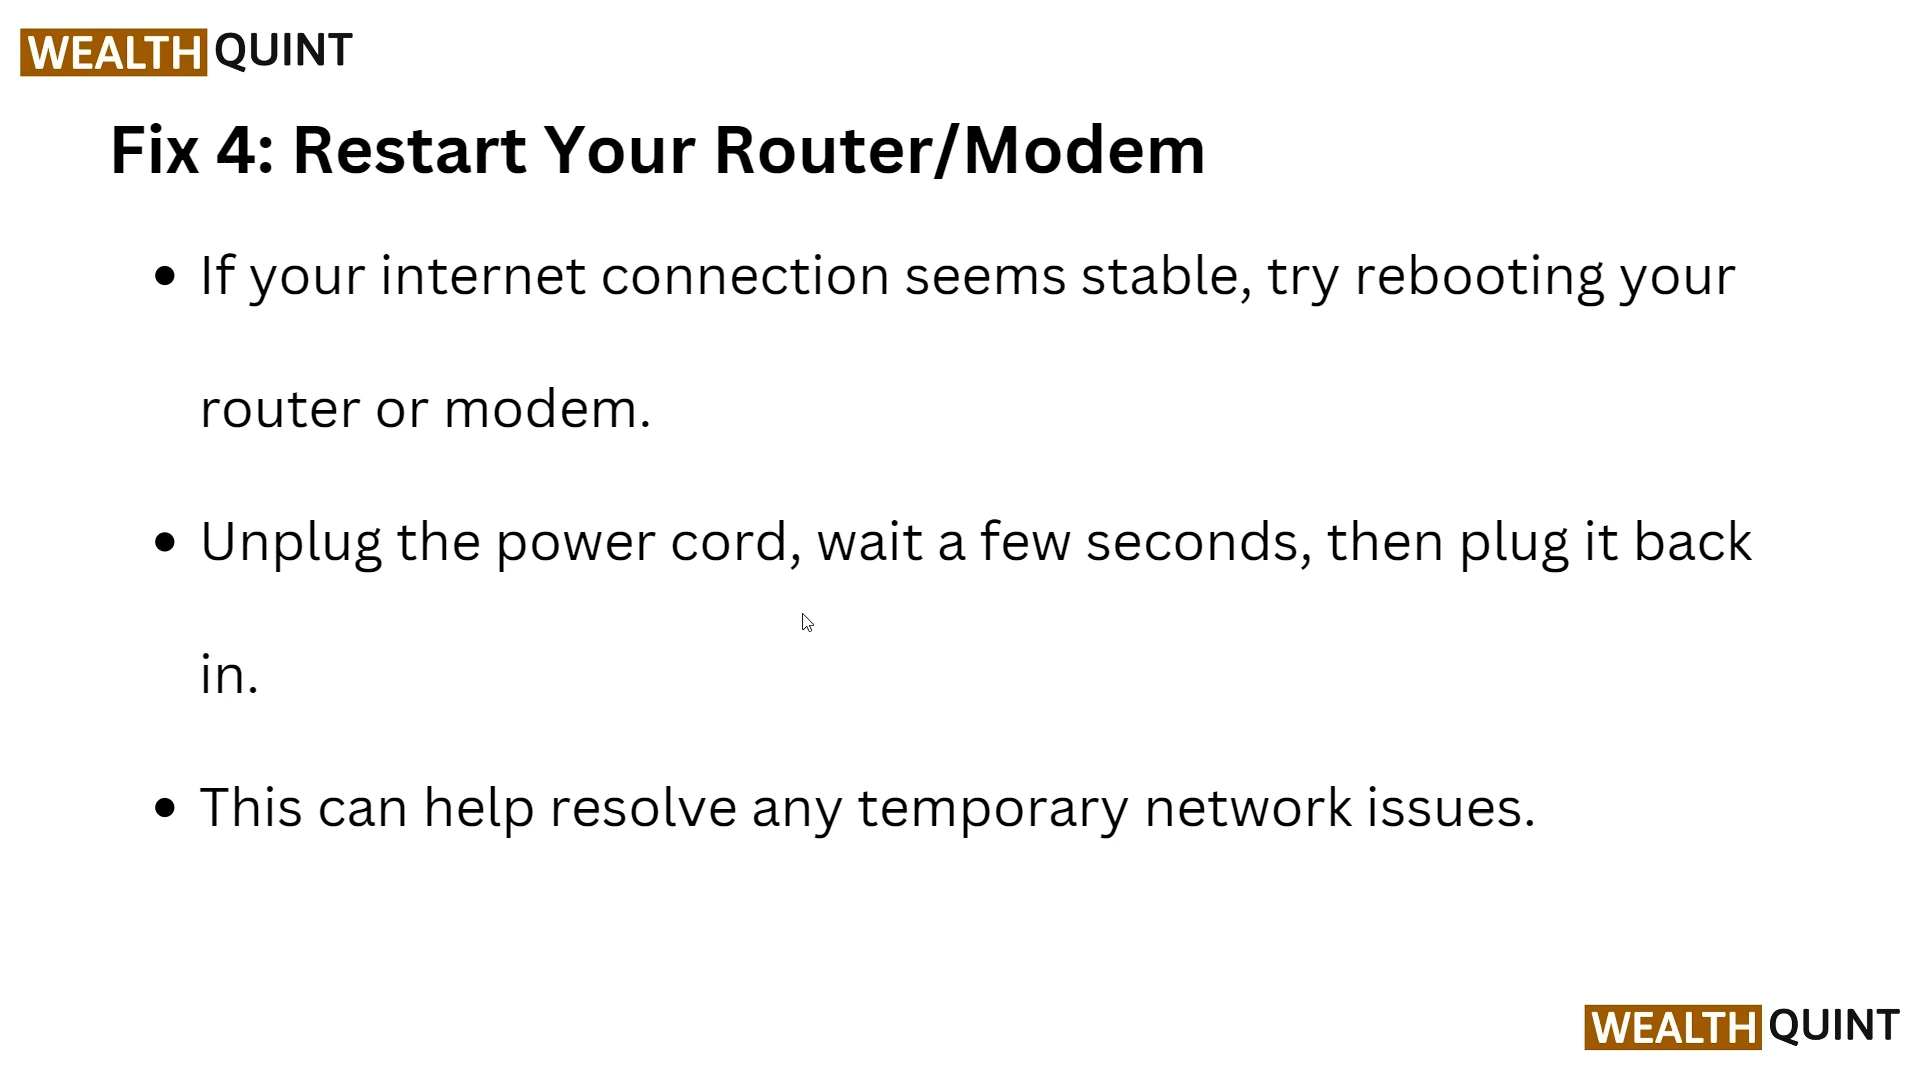 WEALTH QUINT
Fix 4: Restart Your Router/Modem
• If your internet connection seems stable, try rebooting your
router or modem.
• Unplug the power cord, wait a few seconds, then plug it back
in.
• This can help resolve any temporary network issues.
WEALTH QUINT